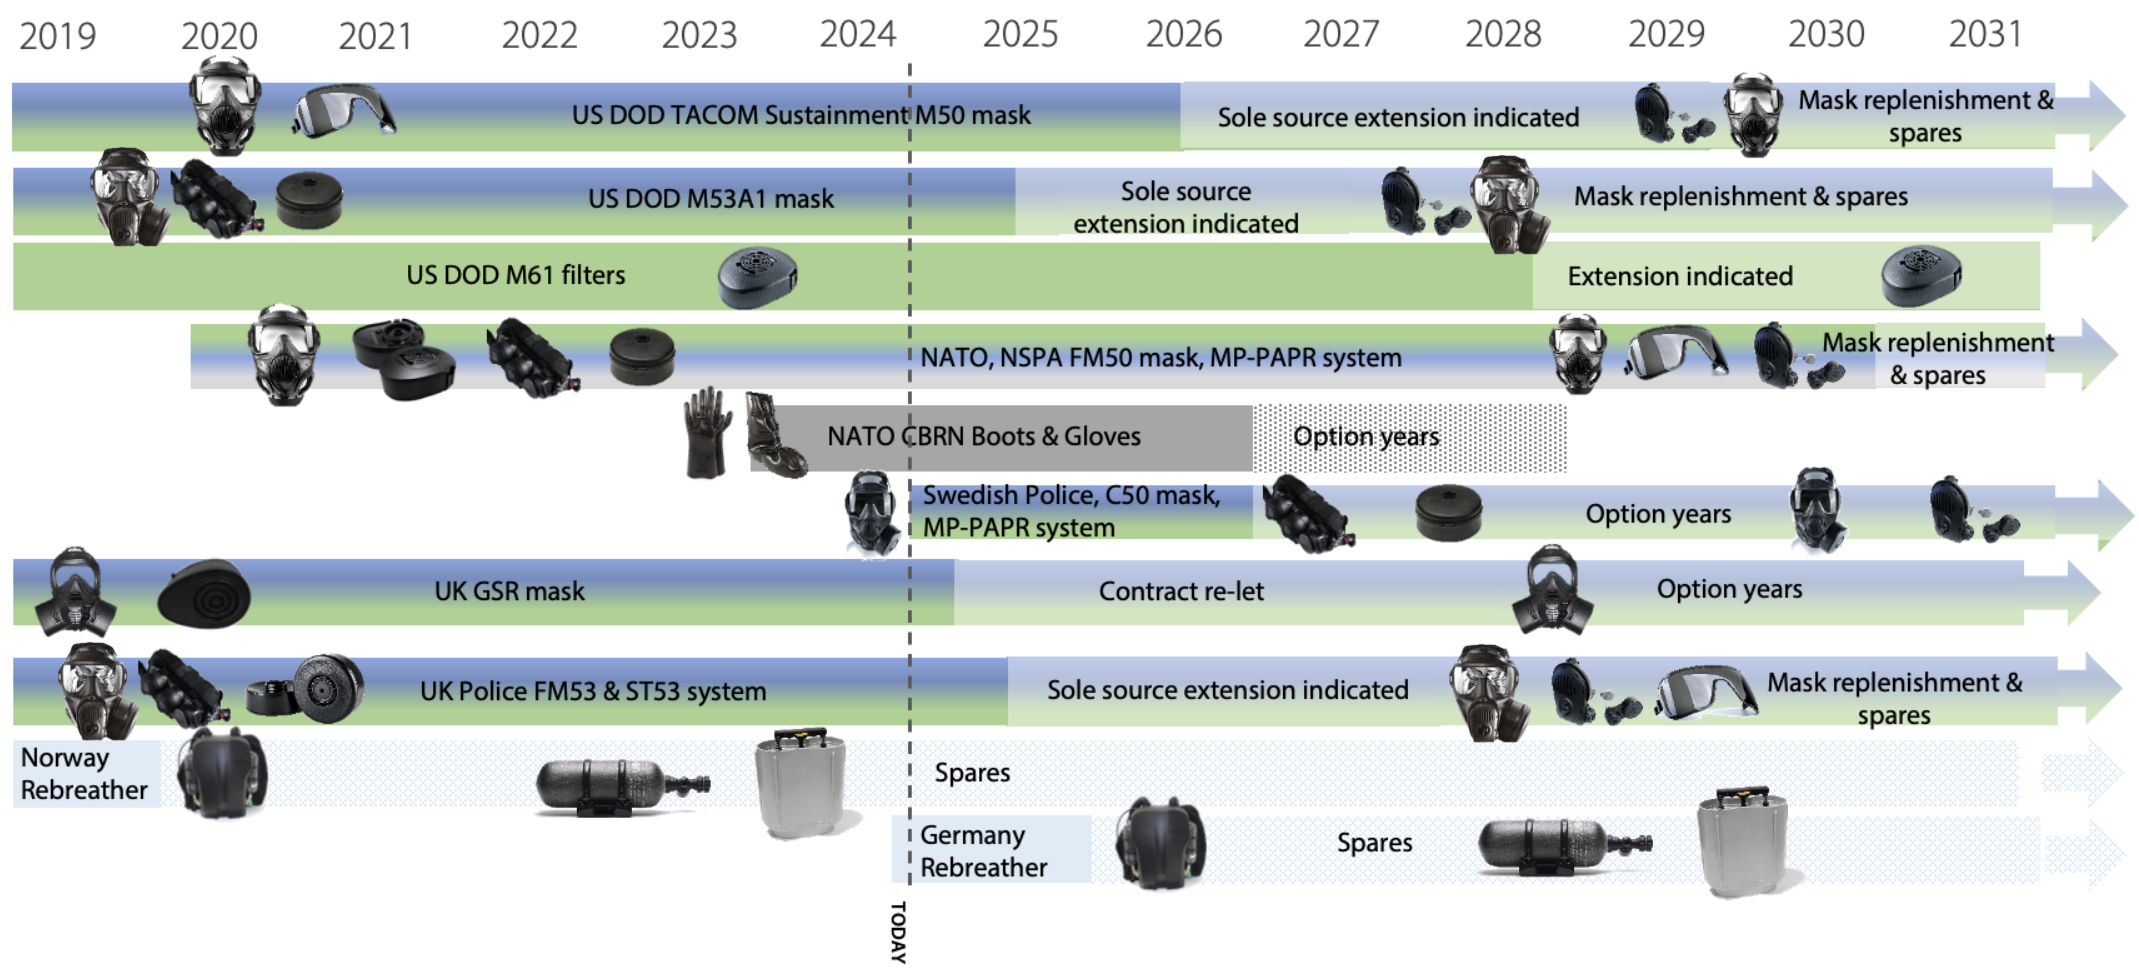 2019 2020 2021 2022 2023 2024 2025 2026 2027 2028 2029 2030 2031
US DOD TACOM Sustainment M50 mask
Sole source extension indicated
Mask replenishment &
spares
US DOD M53A1 mask
Sole source
extension indicated
Mask replenishment & spares
US DOD M61 filters
Extension indicated
NATO, NSPA FM50 mask, MP-PAPR system
Mask replenishment
& spares
NATO CBRN Boots & Gloves
Option years
Swedish Police, C50 mask,
MP-PAPR system
Option years
UK GSR mask
Contract re-let
Option years
UK Police FM53 & ST53 system
Sole source extension indicated
Mask replenishment &
spares
Norway
Rebreather
Spares
Germany
Rebreather
Spares
TODAY